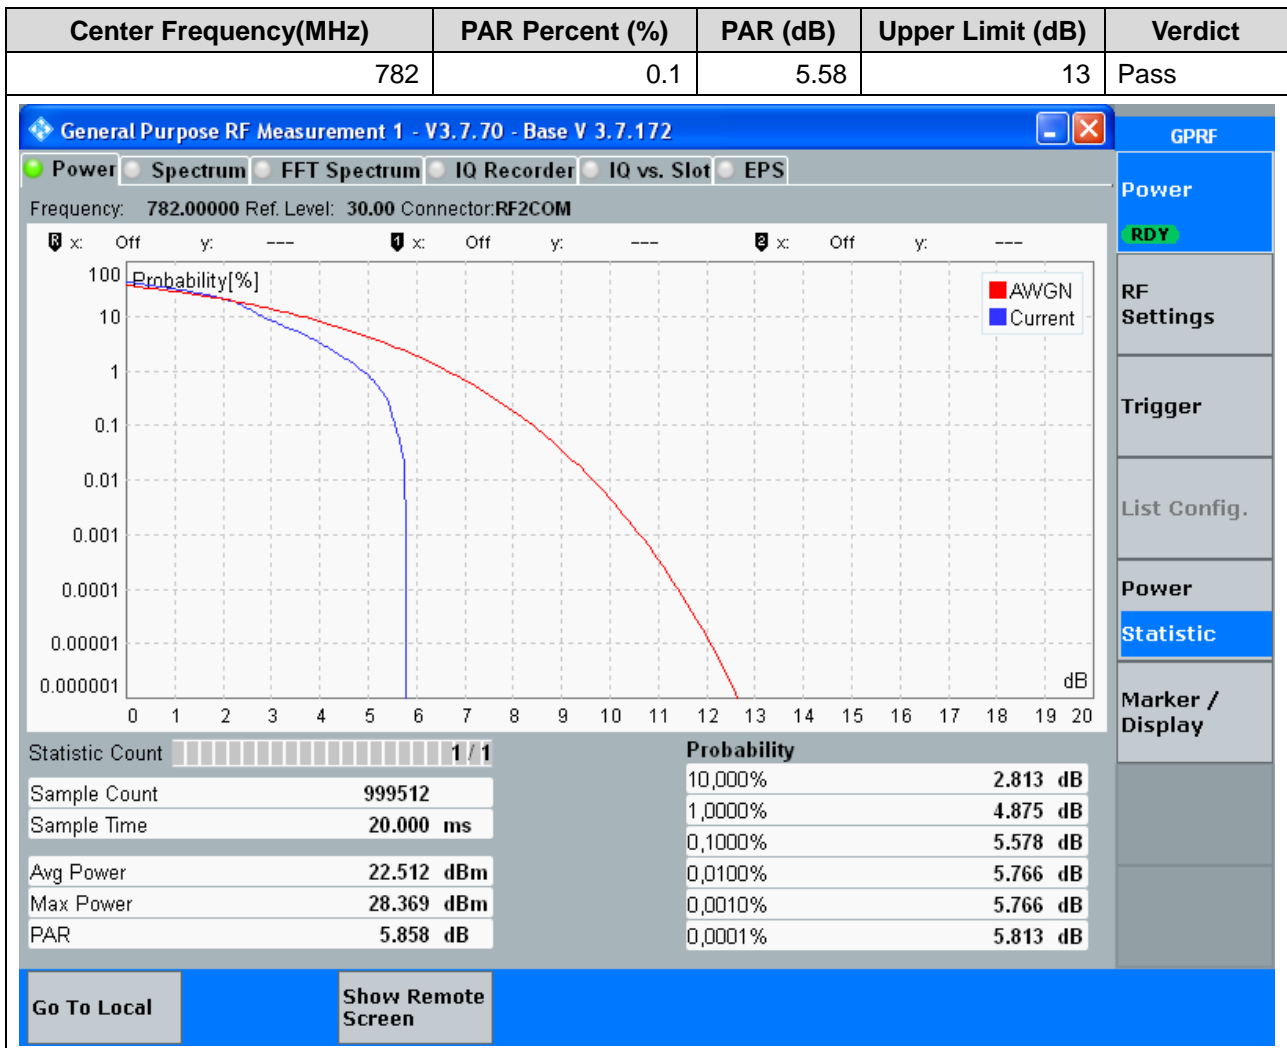 Center Frequency(MHz) PAR Percent (%) PAR (dB) Upper Limit (dB) Verdict
782 0.1 5.58 13 Pass
General Purpose RF Measurement 1 - V3.7.70 - Base V 3.7.172
GPRF
Power Spectrum FFT Spectrum IQ Recorder IQ vs. Slot EPS
Power
RDY
Frequency: 782.00000 Ref. Level: 30.00 Connector:RF2COM
R x: Off y: --- 1 x: Off y: --- 2 x: Off y: ---
Probability[%]
AWGN
Current
100
10
1
0.1
0.01
0.001
0.0001
0.00001
0.000001
dB
0 1 2 3 4 5 6 7 8 9 10 11 12 13 14 15 16 17 18 19 20
RF
Settings
Trigger
List Config.
Power
Statistic
Marker /
Display
Statistic Count 1 / 1
Sample Count 999512
Sample Time 20.000 ms
Avg Power 22.512 dBm
Max Power 28.369 dBm
PAR 5.858 dB
Probability
10,000% 2.813 dB
1,0000% 4.875 dB
0,1000% 5.578 dB
0,0100% 5.766 dB
0,0010% 5.766 dB
0,0001% 5.813 dB
Go To Local
Show Remote
Screen